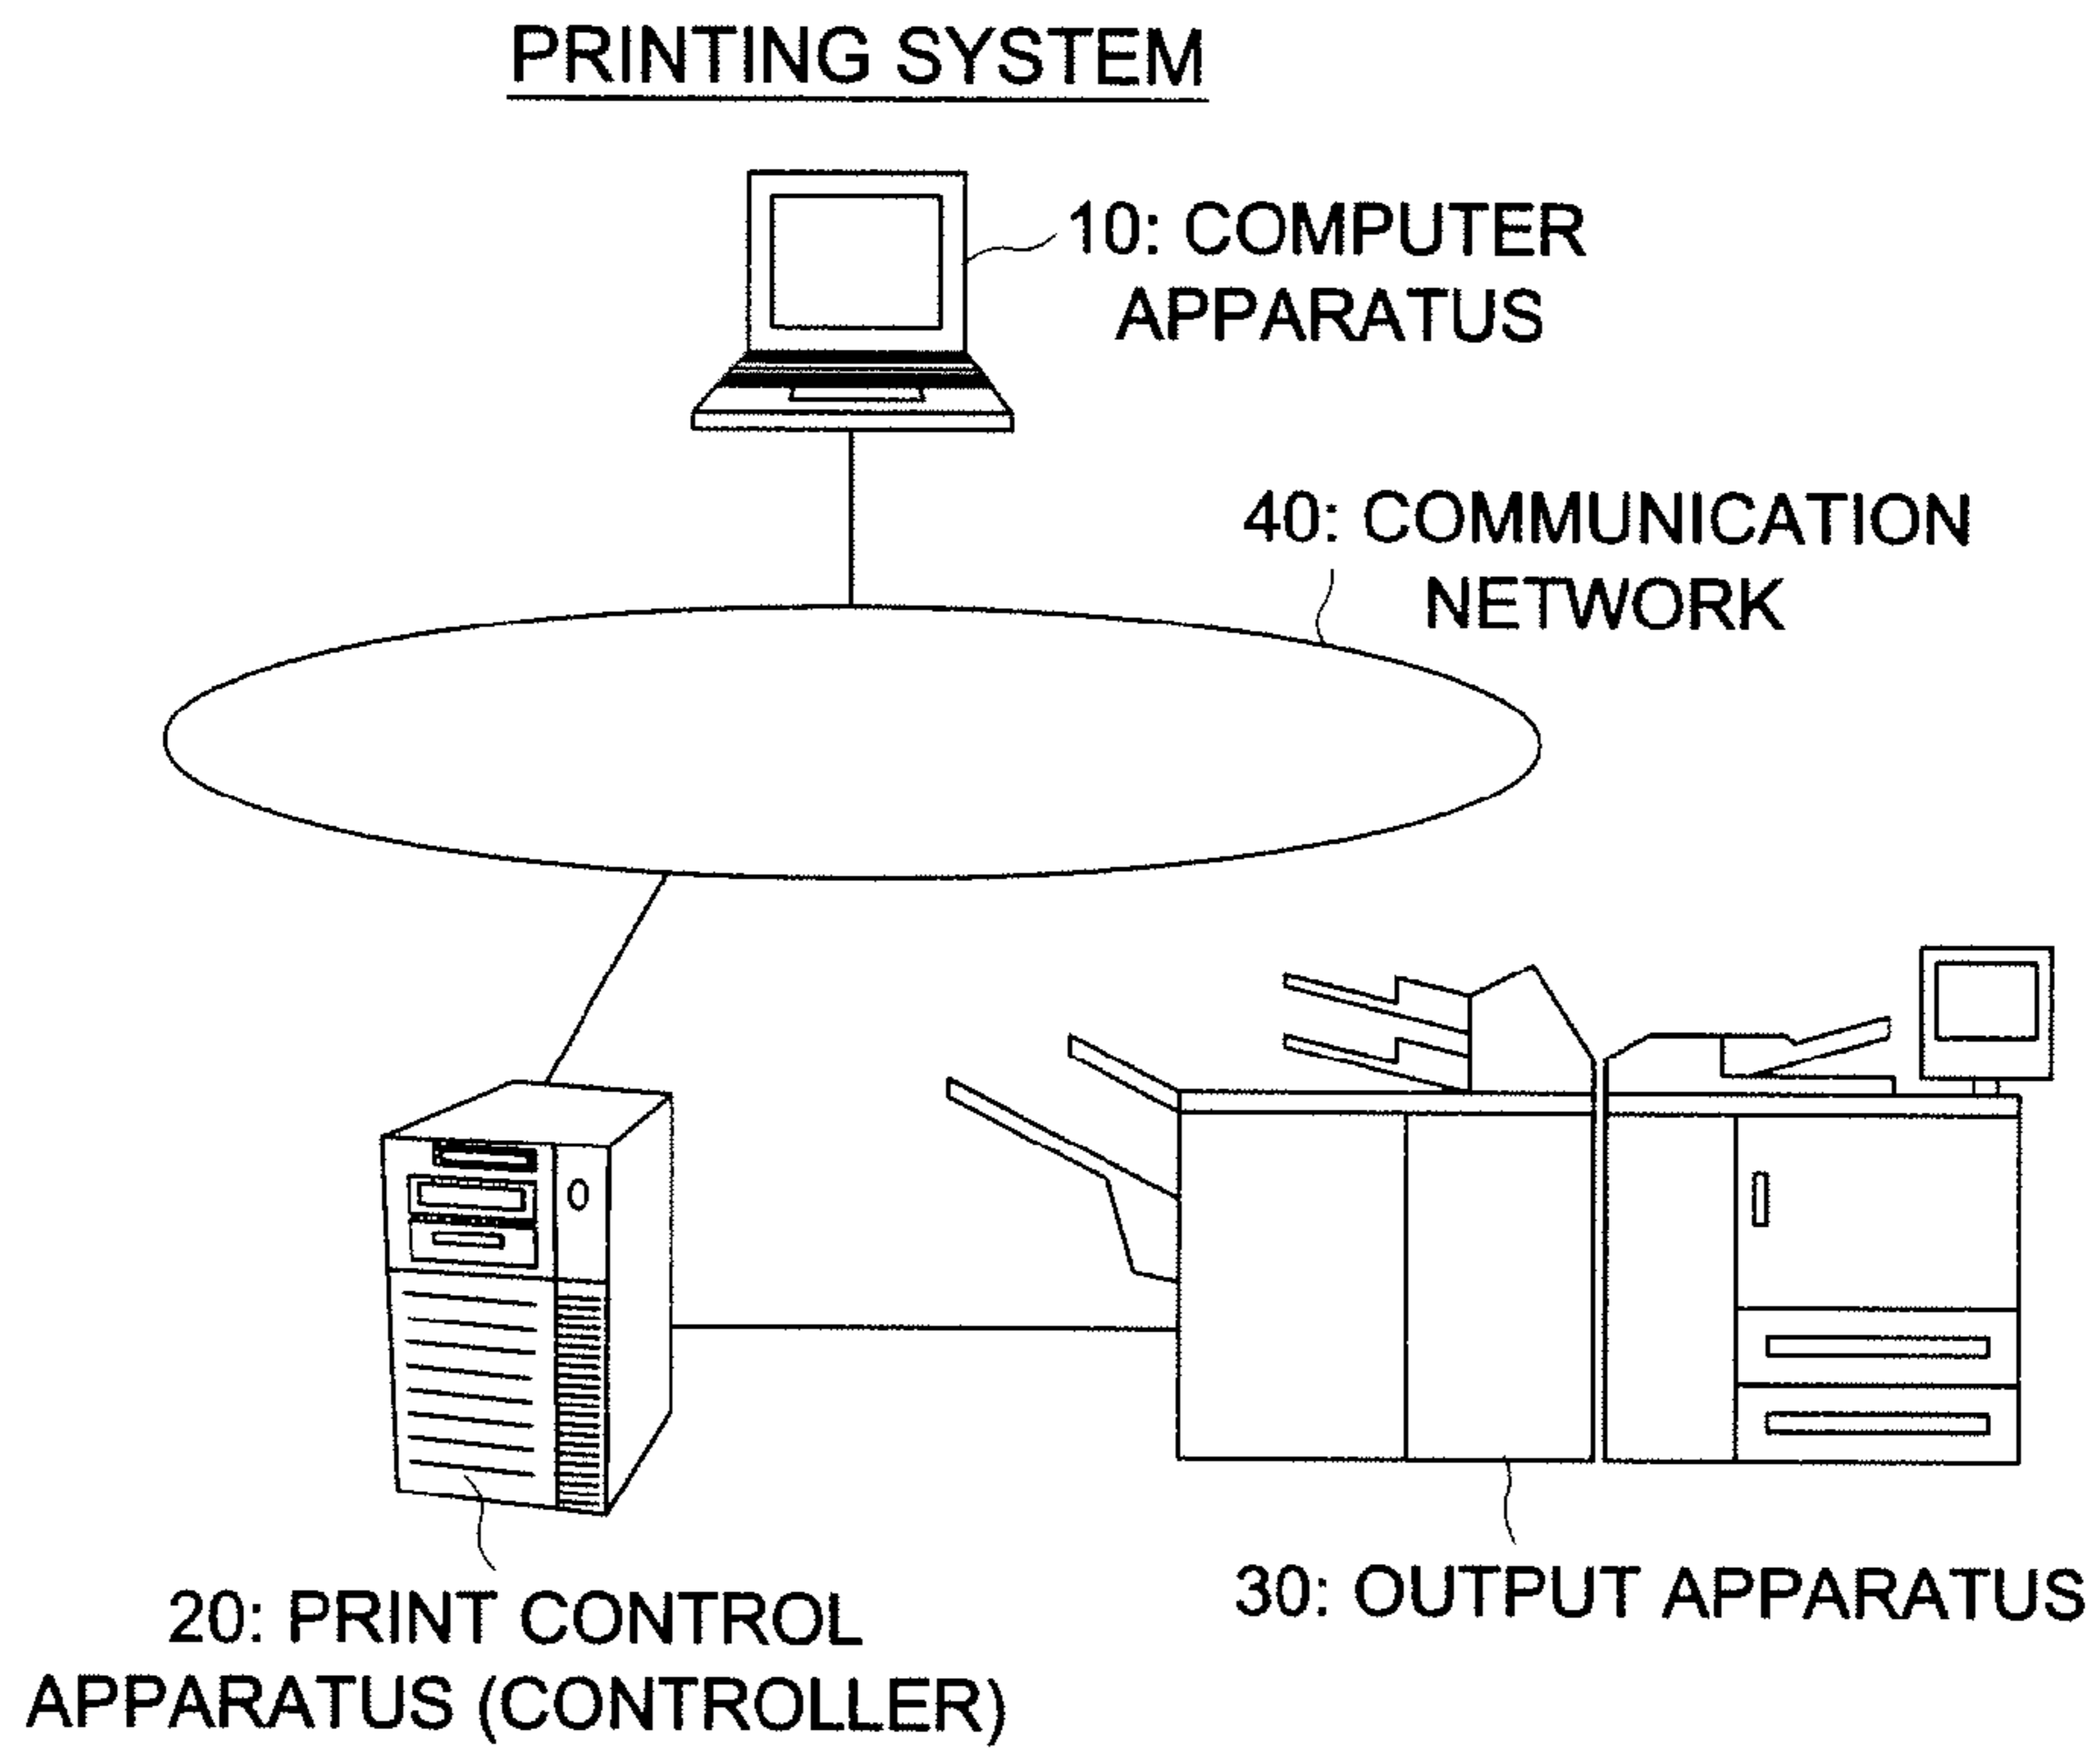 PRINTING SYSTEM
10: COMPUTER
APPARATUS
40: COMMUNICATION
NETWORK
20: PRINT CONTROL
APPARATUS (CONTROLLER)
30: OUTPUT APPARATUS